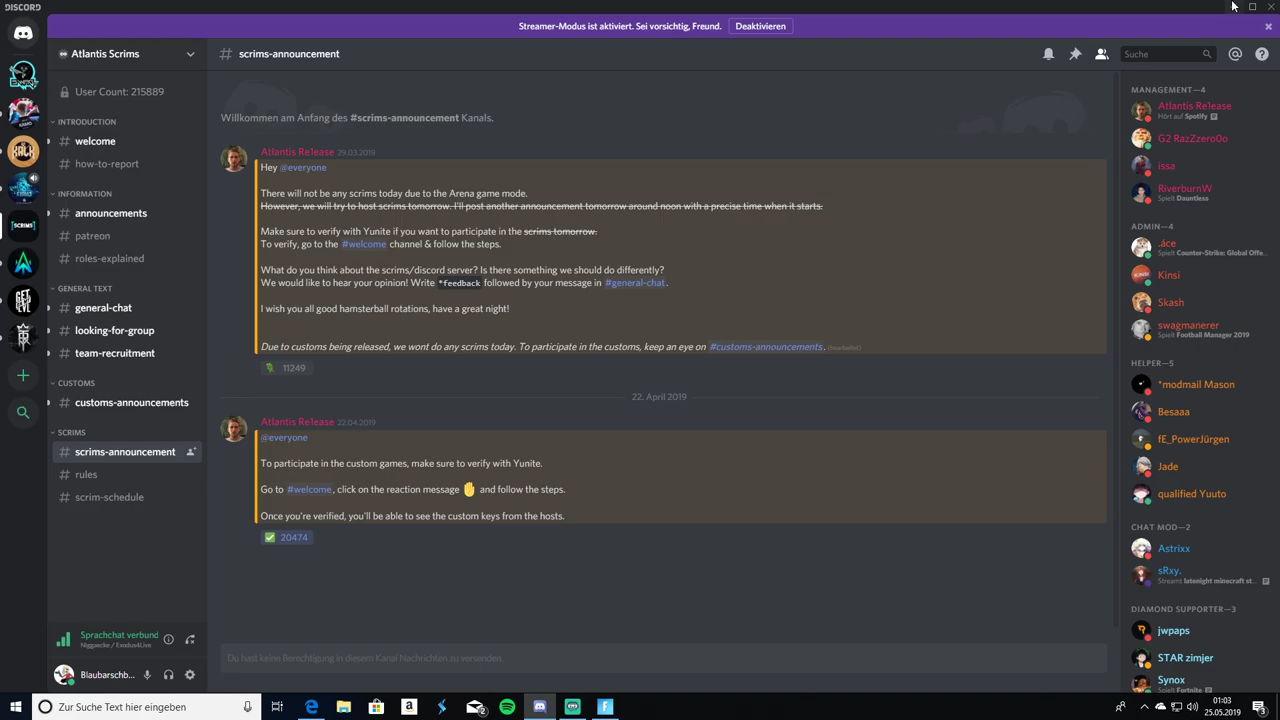 DISCORD
Streamer-Modus ist aktiviert. Sei vorsichtig, Freund.
Deaktivieren
Atlantis Scrims
scrims-announcement
Suche
User Count: 215889
INTRODUCTION
welcome
how-to-report
INFORMATION
announcements
patreon
roles-explained
GENERAL TEXT
general-chat
looking-for-group
team-recruitment
CUSTOMS
customs-announcements
SCRIMS
scrims-announcement
rules
scrim-schedule
Sprachchat verbund
Niggpecke / Exodus4Live
Blaubarschb...
Willkommen am Anfang des #scrims-announcement Kanals.
Atlantis Re1ease 29.03.2019
Hey @everyone
There will not be any scrims today due to the Arena game mode.
However, we will try to host scrims tomorrow. I'll post another announcement tomorrow around noon with a precise time when it starts.
Make sure to verify with Yunite if you want to participate in the scrims tomorrow.
To verify, go to the #welcome channel & follow the steps.
What do you think about the scrims/discord server? Is there something we should do differently?
We would like to hear your opinion! Write *feedback followed by your message in #general-chat.
I wish you all good hamsterball rotations, have a great night!
Due to customs being released, we wont do any scrims today. To participate in the customs, keep an eye on #customs-announcements. (bearbeitet)
11249
22. April 2019
Atlantis Re1ease 22.04.2019
@everyone
To participate in the custom games, make sure to verify with Yunite.
Go to #welcome, click on the reaction message and follow the steps.
Once you're verified, you'll be able to see the custom keys from the hosts.
20474
Du hast keine Berechtigung in diesem Kanal Nachrichten zu versenden.
MANAGEMENT—4
Atlantis Re1ease
Hört auf Spotify
G2 RazZzero0o
issa
RiverburnW
Spielt Dauntless
ADMIN—4
.áce
Spielt Counter-Strike: Global Offe...
Kinsi
Skash
swagmanerer
Spielt Football Manager 2019
HELPER—5
*modmail Mason
Besaaa
fE_PowerJürgen
Jade
qualified Yuuto
CHAT MOD—2
Astrixx
sRxy.
Streamt latenight minecraft st...
DIAMOND SUPPORTER—3
jwpaps
STAR zimjer
Synox
Spielt Fortnite
Zur Suche Text hier eingeben
01:03
25.05.2019